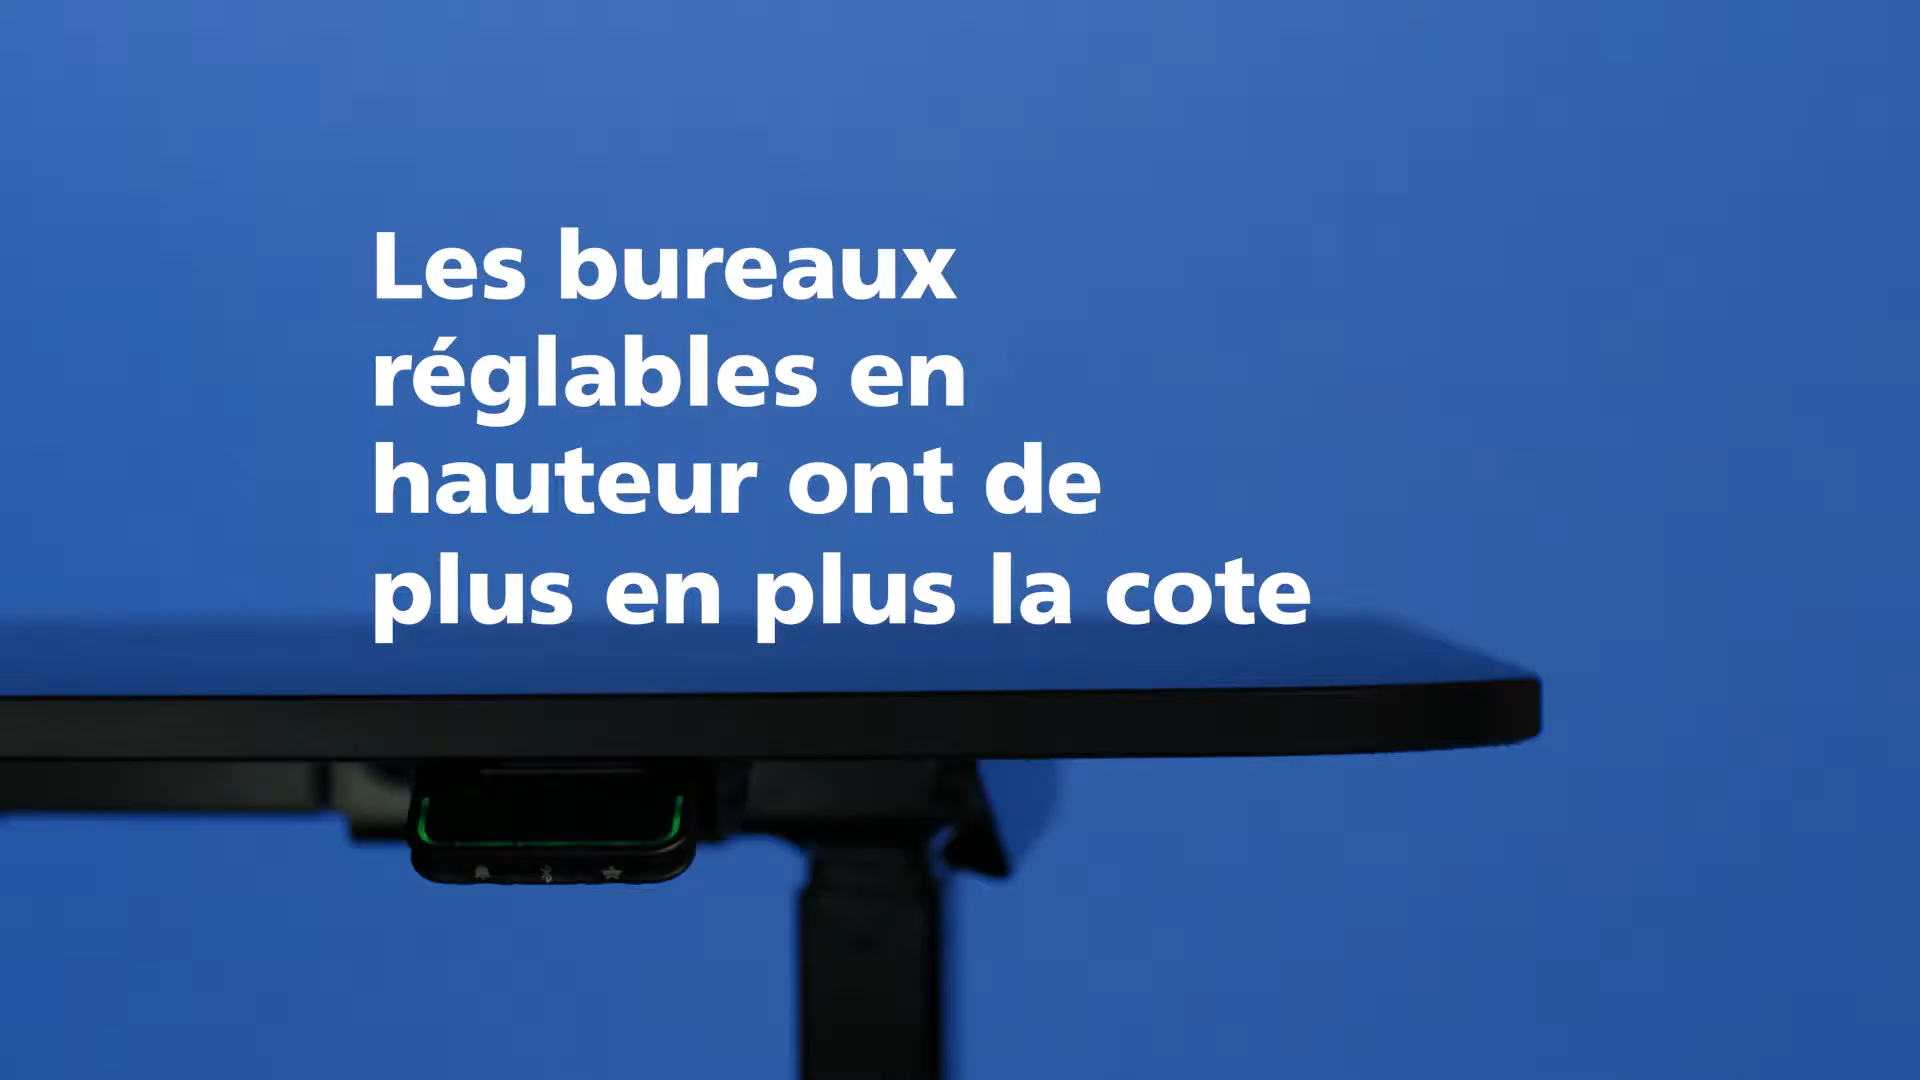 Les bureaux
réglables en
hauteur ont de
plus en plus la cote